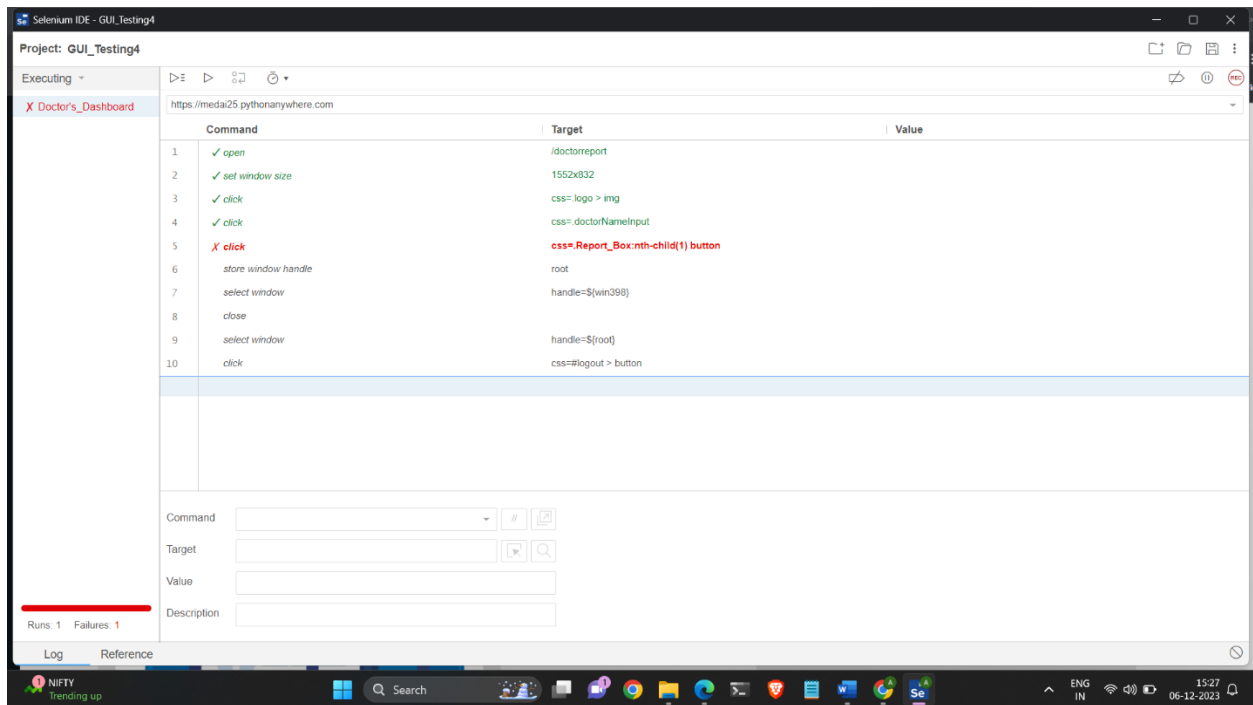 Selenium IDE - GUI_Testing4
Project: GUI_Testing4
Executing
X Doctor's_Dashboard
https://medai25.pythonanywhere.com
Command Target Value
1 ✓ open /doctorreport
2 ✓ set window size 1552x832
3 ✓ click css=.logo > img
4 ✓ click css=.doctorNameInput
5 X click css=.Report_Box:nth-child(1) button
6 store window handle root
7 select window handle=${win398}
8 close
9 select window handle=${root}
10 click css=#logout > button
Command //
Target
Value
Description
Runs: 1 Failures: 1
Log Reference
1 NIFTY
Trending up
Search
1
W
A
Se A
ENG
IN
15:27
06-12-2023
REC